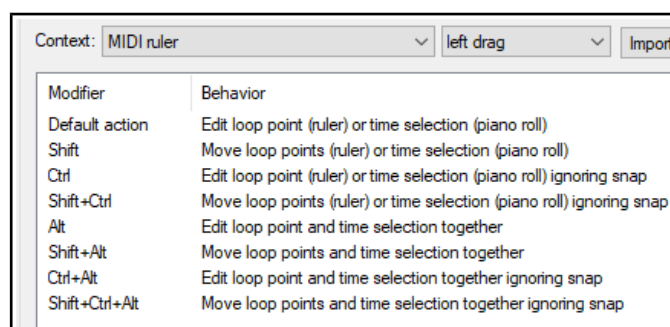 Context: MIDI ruler left drag Import
Modifier Behavior
Default action Edit loop point (ruler) or time selection (piano roll)
Shift Move loop points (ruler) or time selection (piano roll)
Ctrl Edit loop point (ruler) or time selection (piano roll) ignoring snap
Shift+Ctrl Move loop points (ruler) or time selection (piano roll) ignoring snap
Alt Edit loop point and time selection together
Shift+Alt Move loop points and time selection together
Ctrl+Alt Edit loop point and time selection together ignoring snap
Shift+Ctrl+Alt Move loop points and time selection together ignoring snap